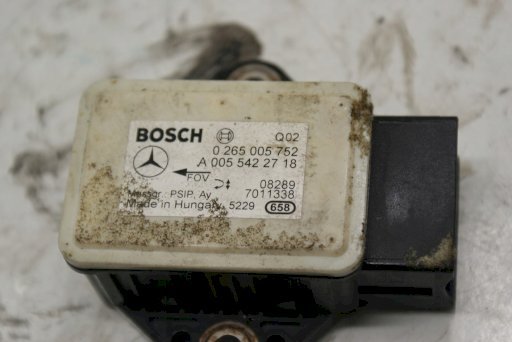 BOSCH Q02
0 265 005 752
A 005 542 27 18
FOV 08289
Messgr.: PSIP, Ay 7011338
Made in Hungary, 5229 658